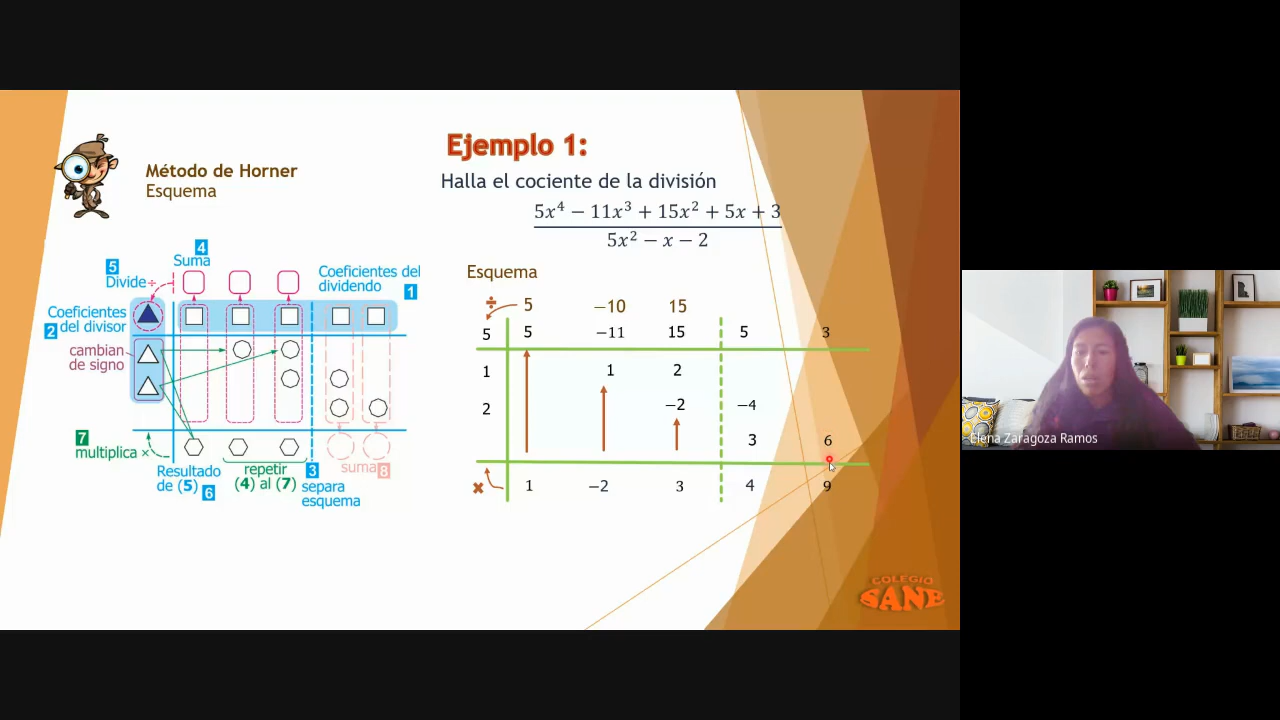 Método de Horner
Esquema
4
Suma
5
Divide÷
Coeficientes del
dividendo 1
Coeficientes
2 del divisor
cambian
de signo
7
multiplica ×
Resultado
de (5) 6
repetir
(4) al (7)
3
separa
esquema
suma 8
Ejemplo 1:
Halla el cociente de la división
5x⁴ − 11x³ + 15x² + 5x + 3
5x² − x − 2
Esquema
÷ 5 −10 15
5 5 −11 15 5 3
1 1 2
2 −2 −4
3 6
× 1 −2 3 4 9
COLEGIO
SANE
Elena Zaragoza Ramos